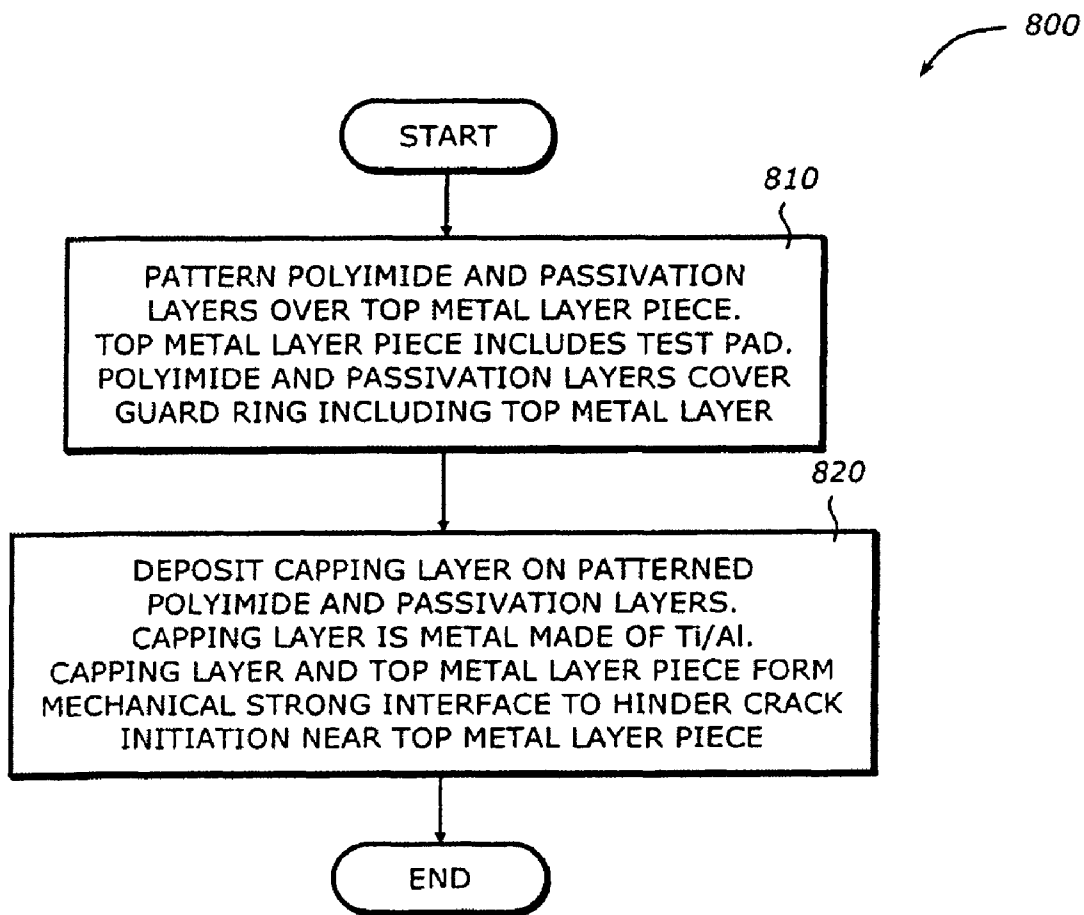 800
START
810
PATTERN POLYIMIDE AND PASSIVATION
LAYERS OVER TOP METAL LAYER PIECE.
TOP METAL LAYER PIECE INCLUDES TEST PAD.
POLYIMIDE AND PASSIVATION LAYERS COVER
GUARD RING INCLUDING TOP METAL LAYER
820
DEPOSIT CAPPING LAYER ON PATTERNED
POLYIMIDE AND PASSIVATION LAYERS.
CAPPING LAYER IS METAL MADE OF Ti/Al.
CAPPING LAYER AND TOP METAL LAYER PIECE FORM
MECHANICAL STRONG INTERFACE TO HINDER CRACK
INITIATION NEAR TOP METAL LAYER PIECE
END